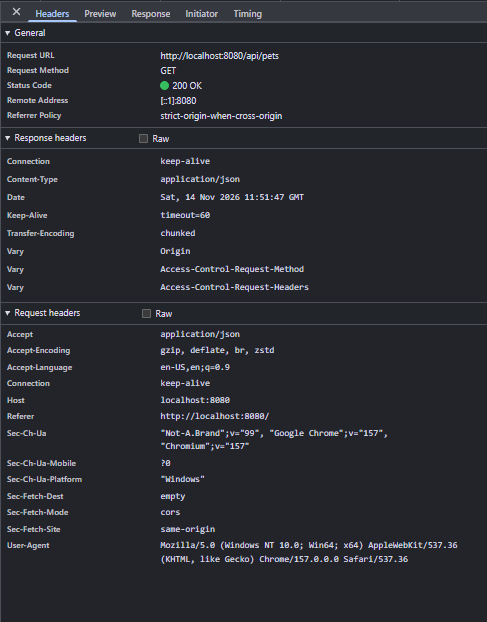 Headers Preview Response Initiator Timing
General
Request URL http://localhost:8080/api/pets
Request Method GET
Status Code 200 OK
Remote Address [::1]:8080
Referrer Policy strict-origin-when-cross-origin
Response headers Raw
Connection keep-alive
Content-Type application/json
Date Sat, 14 Nov 2026 11:51:47 GMT
Keep-Alive timeout=60
Transfer-Encoding chunked
Vary Origin
Vary Access-Control-Request-Method
Vary Access-Control-Request-Headers
Request headers Raw
Accept application/json
Accept-Encoding gzip, deflate, br, zstd
Accept-Language en-US,en;q=0.9
Connection keep-alive
Host localhost:8080
Referer http://localhost:8080/
Sec-Ch-Ua "Not-A.Brand";v="99", "Google Chrome";v="157",
"Chromium";v="157"
Sec-Ch-Ua-Mobile ?0
Sec-Ch-Ua-Platform "Windows"
Sec-Fetch-Dest empty
Sec-Fetch-Mode cors
Sec-Fetch-Site same-origin
User-Agent Mozilla/5.0 (Windows NT 10.0; Win64; x64) AppleWebKit/537.36
(KHTML, like Gecko) Chrome/157.0.0.0 Safari/537.36